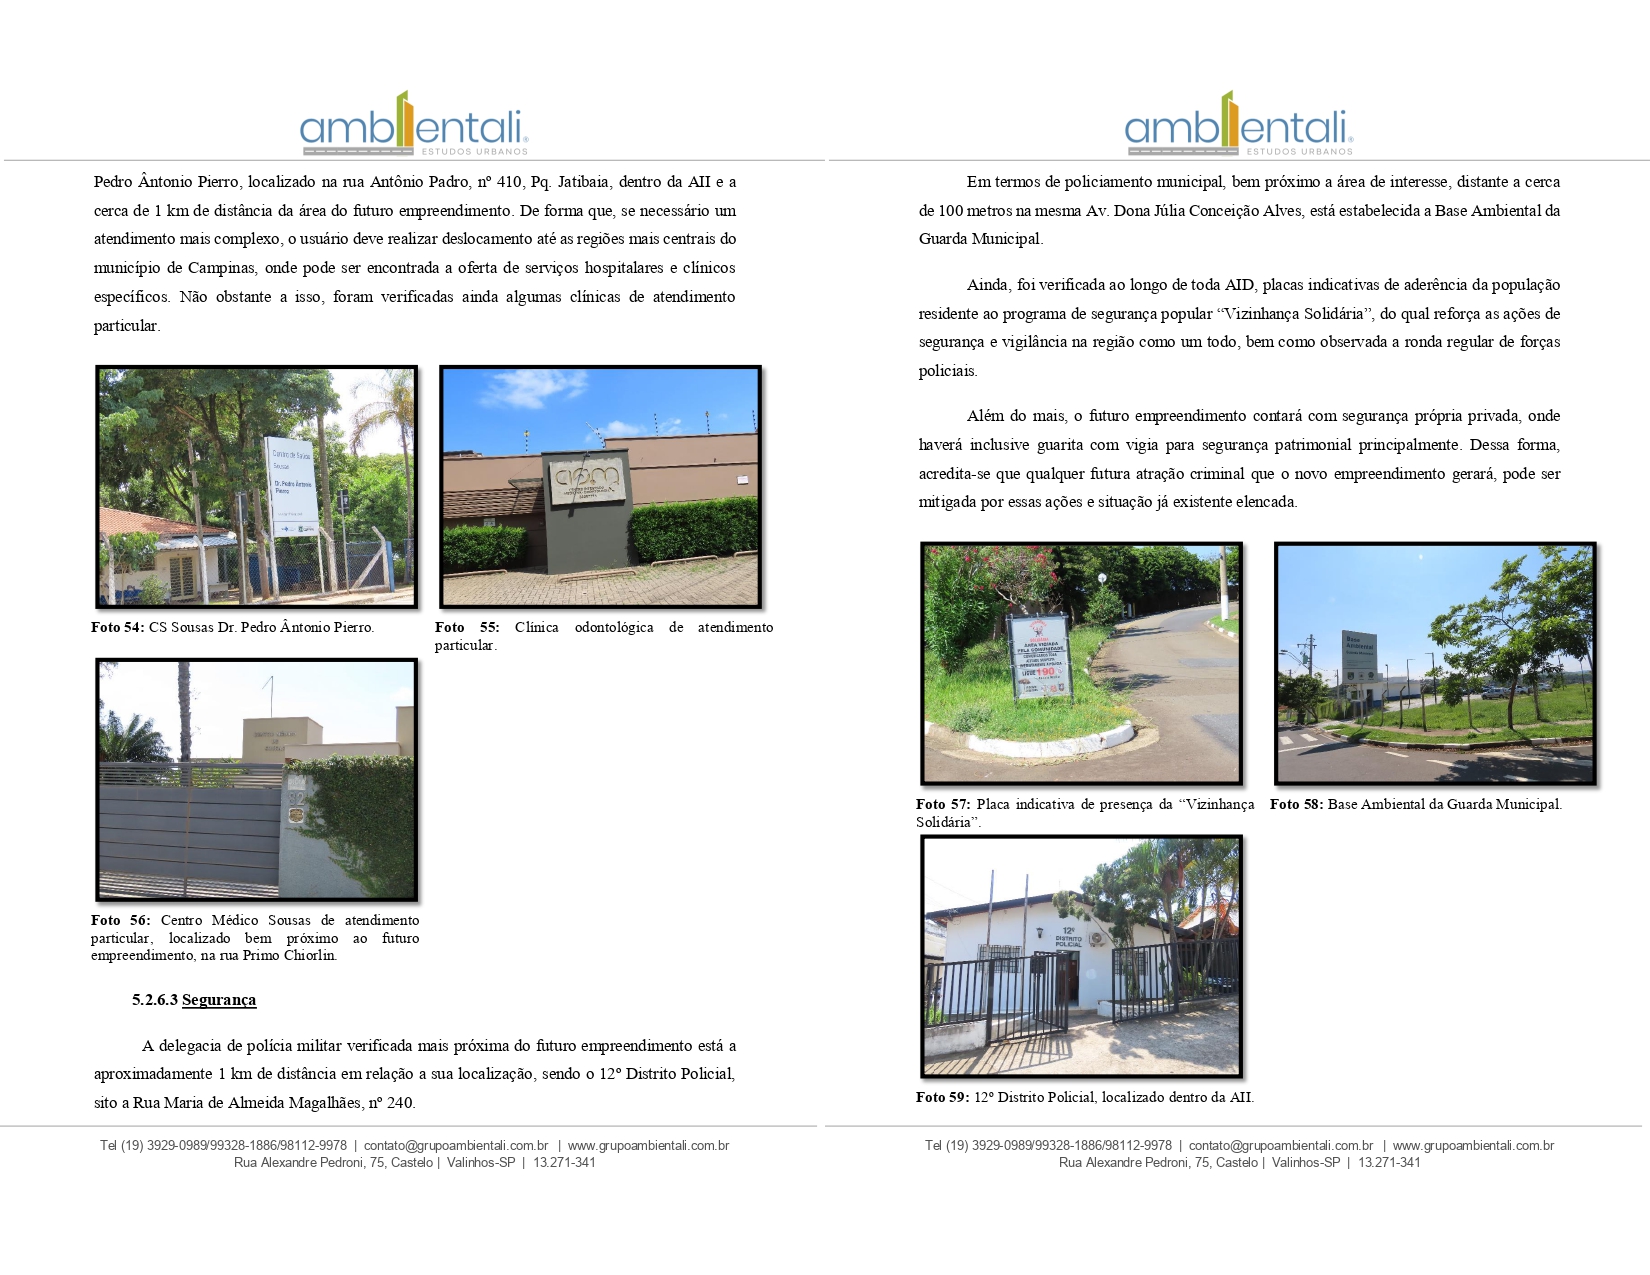 ambientali®
ESTUDOS URBANOS
Pedro Ântonio Pierro, localizado na rua Antônio Padro, nº 410, Pq. Jatibaia, dentro da AII e a
cerca de 1 km de distância da área do futuro empreendimento. De forma que, se necessário um
atendimento mais complexo, o usuário deve realizar deslocamento até as regiões mais centrais do
município de Campinas, onde pode ser encontrada a oferta de serviços hospitalares e clínicos
específicos. Não obstante a isso, foram verificadas ainda algumas clínicas de atendimento
particular.
Centro de Saúde
Sousas
Dr. Pedro Ântonio
Pierro
Foto 54: CS Sousas Dr. Pedro Ântonio Pierro.
Foto 55: Clínica odontológica de atendimento
particular.
Foto 56: Centro Médico Sousas de atendimento
particular, localizado bem próximo ao futuro
empreendimento, na rua Primo Chiorlin.
5.2.6.3 Segurança
A delegacia de polícia militar verificada mais próxima do futuro empreendimento está a
aproximadamente 1 km de distância em relação a sua localização, sendo o 12º Distrito Policial,
sito a Rua Maria de Almeida Magalhães, nº 240.
Tel (19) 3929-0989/99328-1886/98112-9978 | contato@grupoambientali.com.br | www.grupoambientali.com.br
Rua Alexandre Pedroni, 75, Castelo | Valinhos-SP | 13.271-341
ambientali®
ESTUDOS URBANOS
Em termos de policiamento municipal, bem próximo a área de interesse, distante a cerca
de 100 metros na mesma Av. Dona Júlia Conceição Alves, está estabelecida a Base Ambiental da
Guarda Municipal.
Ainda, foi verificada ao longo de toda AID, placas indicativas de aderência da população
residente ao programa de segurança popular “Vizinhança Solidária”, do qual reforça as ações de
segurança e vigilância na região como um todo, bem como observada a ronda regular de forças
policiais.
Além do mais, o futuro empreendimento contará com segurança própria privada, onde
haverá inclusive guarita com vigia para segurança patrimonial principalmente. Dessa forma,
acredita-se que qualquer futura atração criminal que o novo empreendimento gerará, pode ser
mitigada por essas ações e situação já existente elencada.
ÁREA VIGIADA
PELA COMUNIDADE
LIGUE 190
Base
Ambiental
Foto 57: Placa indicativa de presença da “Vizinhança
Solidária”.
Foto 58: Base Ambiental da Guarda Municipal.
12º
DISTRITO
POLICIAL
Foto 59: 12º Distrito Policial, localizado dentro da AII.
Tel (19) 3929-0989/99328-1886/98112-9978 | contato@grupoambientali.com.br | www.grupoambientali.com.br
Rua Alexandre Pedroni, 75, Castelo | Valinhos-SP | 13.271-341